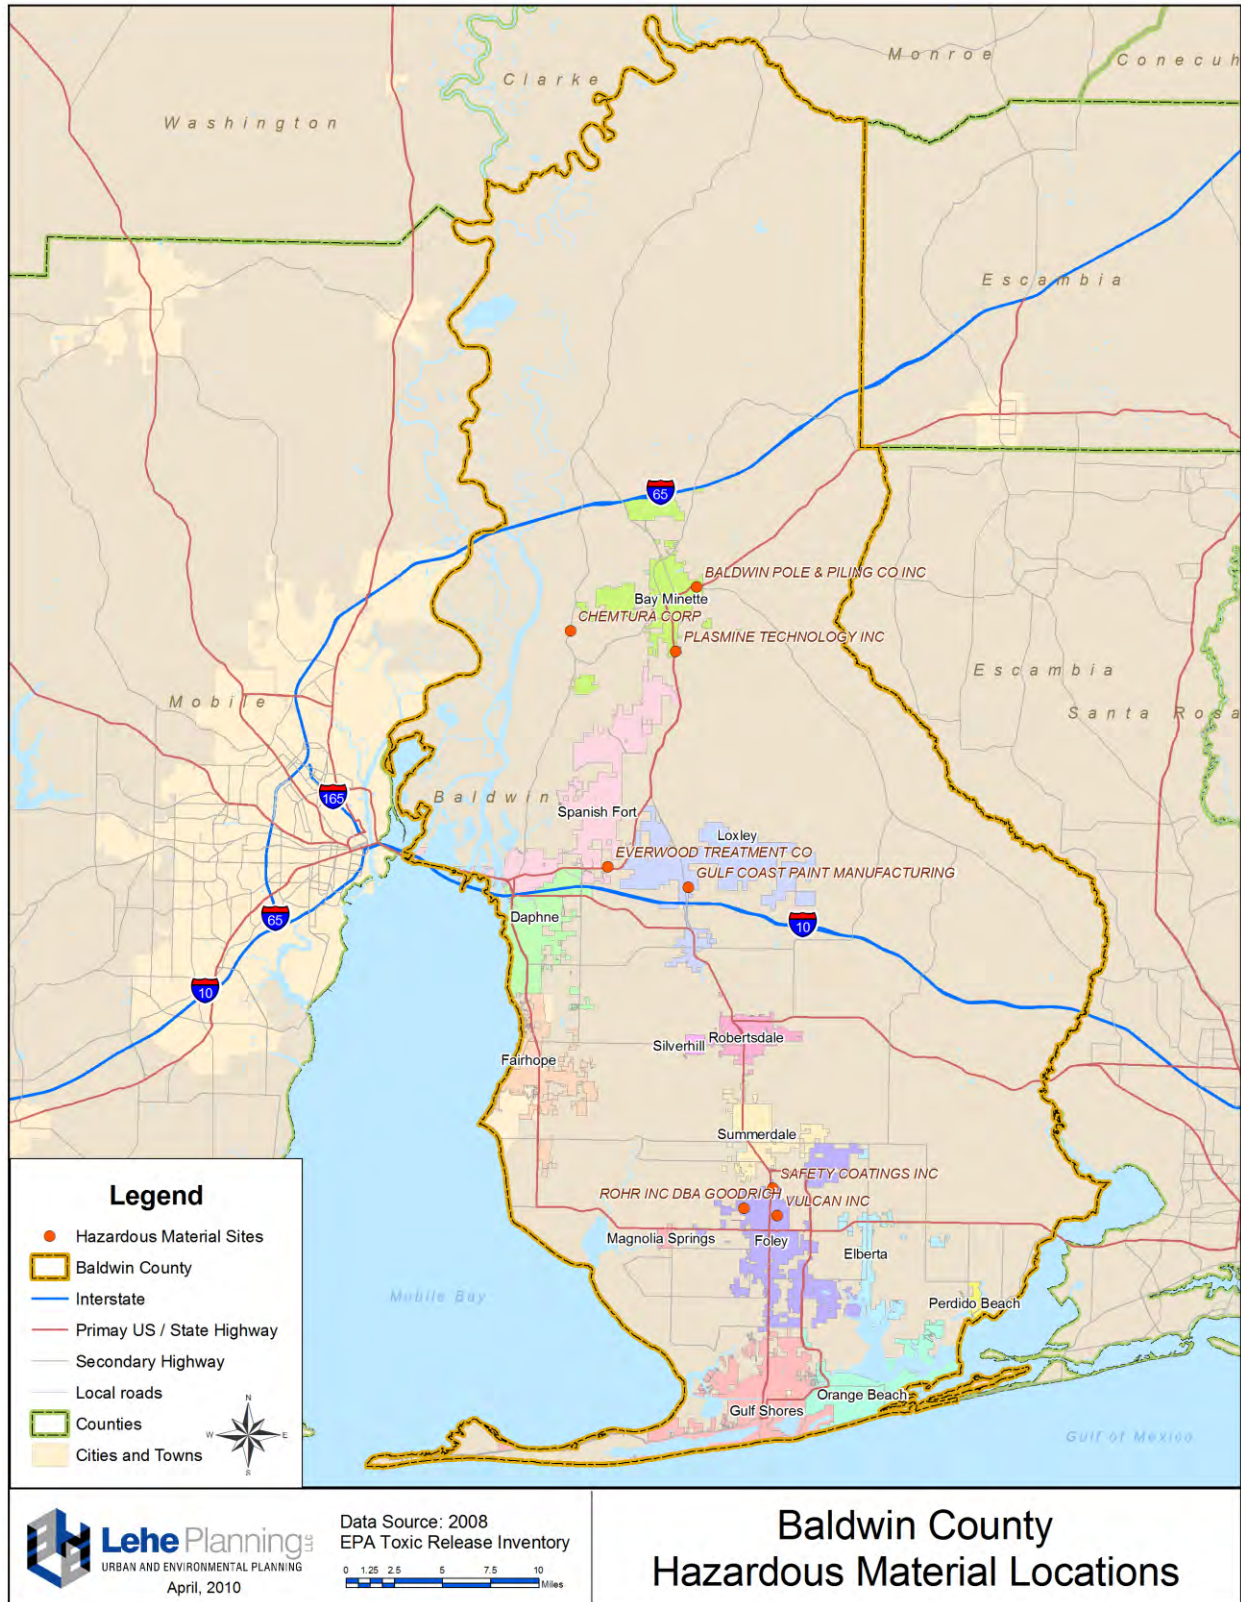 Monroe
Conecuh
Clarke
Washington
Escambia
65
BALDWIN POLE & PILING CO INC
Bay Minette
CHEMTURA CORP
PLASMINE TECHNOLOGY INC
Escambia
Mobile
Santa Rosa
165
Baldwin
Spanish Fort
Loxley
EVERWOOD TREATMENT CO
GULF COAST PAINT MANUFACTURING
65
Daphne
10
10
Robertsdale
Silverhill
Fairhope
Summerdale
SAFETY COATINGS INC
ROHR INC DBA GOODRICH
VULCAN INC
Magnolia Springs
Foley
Elberta
Mobile Bay
Perdido Beach
Orange Beach
Gulf Shores
Gulf of Mexico
Legend
Hazardous Material Sites
Baldwin County
Interstate
Primay US / State Highway
Secondary Highway
Local roads
Counties
Cities and Towns
N
W E
S
Lehe Planning LLC
URBAN AND ENVIRONMENTAL PLANNING
April, 2010
Data Source: 2008
EPA Toxic Release Inventory
0 1.25 2.5 5 7.5 10
Miles
Baldwin County
Hazardous Material Locations